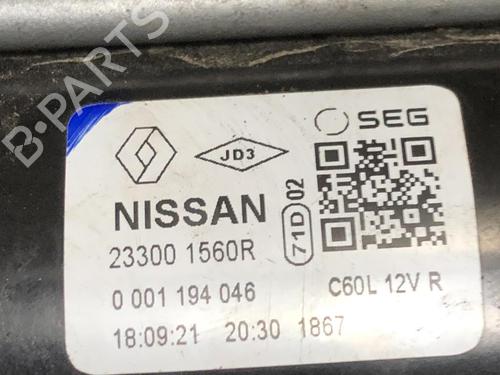 B-PARTS
SEG
JD3
NISSAN
71D 02
23300 1560R
0 001 194 046
C60L 12V R
18:09:21 20:30 1867